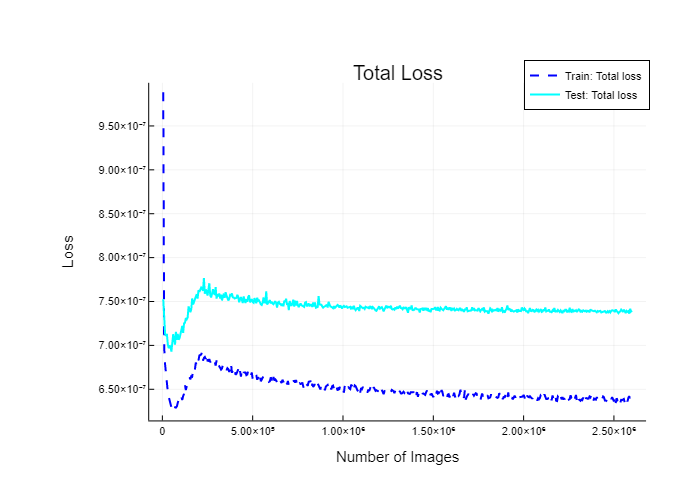 Total Loss
Train: Total loss
Test: Total loss
9.50×10⁻⁷
9.00×10⁻⁷
8.50×10⁻⁷
8.00×10⁻⁷
7.50×10⁻⁷
7.00×10⁻⁷
6.50×10⁻⁷
Loss
0
5.00×10⁵
1.00×10⁶
1.50×10⁶
2.00×10⁶
2.50×10⁶
Number of Images